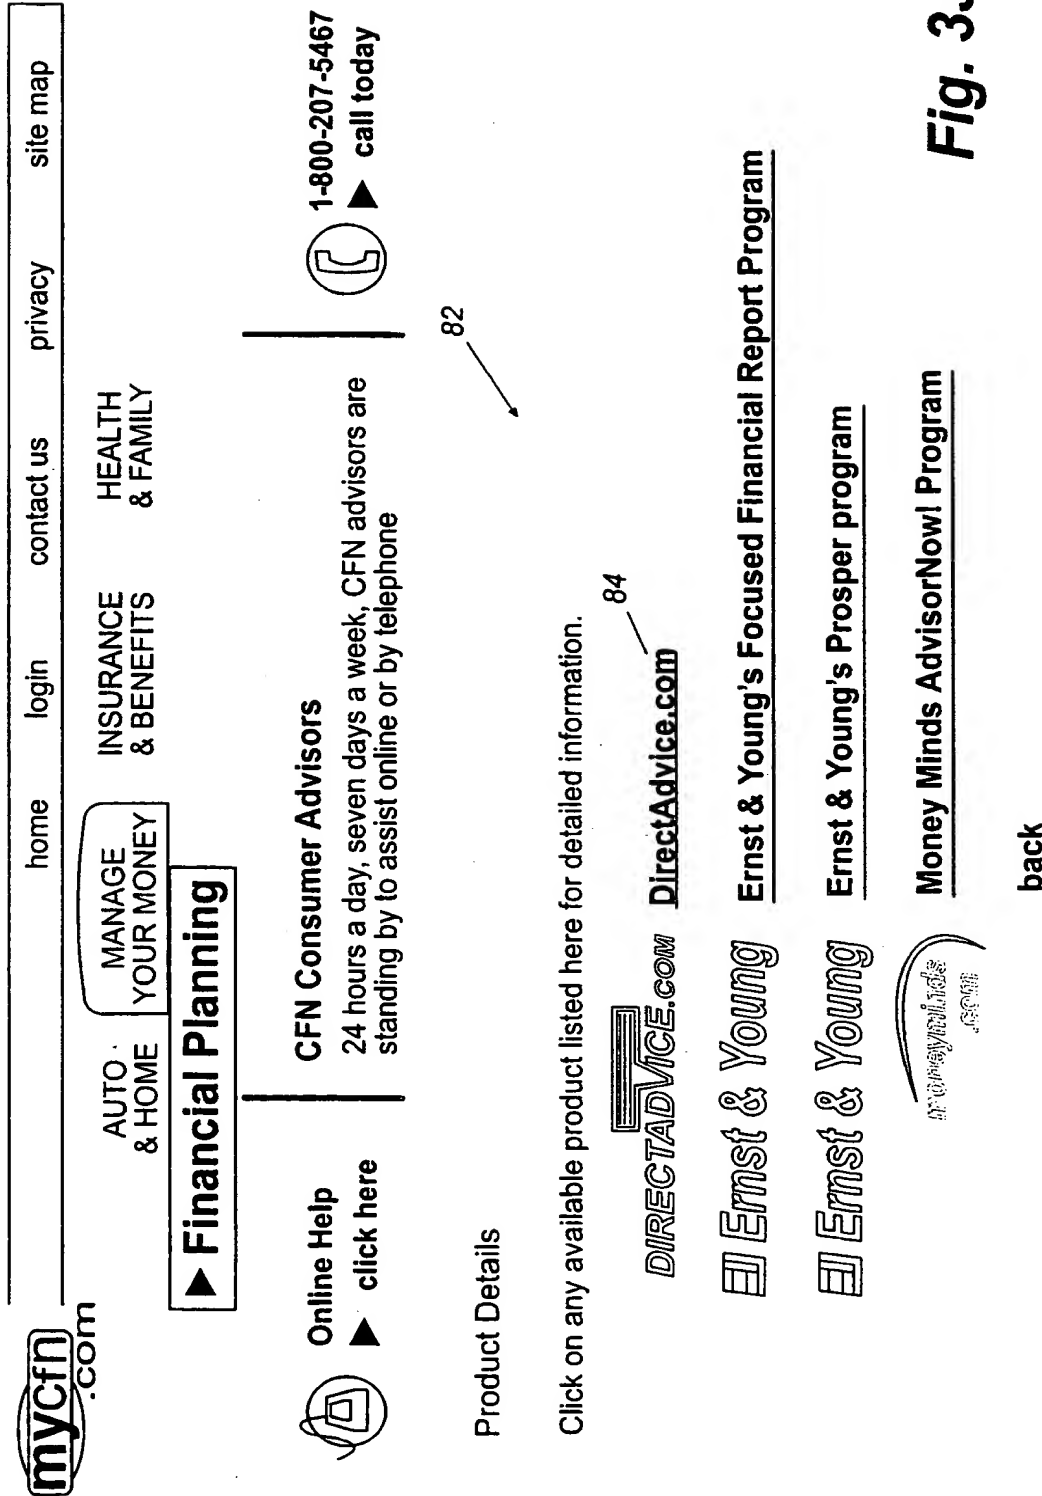 mycfn
.com
home login contact us privacy site map
AUTO & HOME
MANAGE YOUR MONEY
INSURANCE & BENEFITS
HEALTH & FAMILY
Financial Planning
Online Help
click here
CFN Consumer Advisors
24 hours a day, seven days a week, CFN advisors are
standing by to assist online or by telephone
1-800-207-5467
call today
82
Product Details
Click on any available product listed here for detailed information.
84
DIRECTADVICE.COM DirectAdvice.com
Ernst & Young Ernst & Young's Focused Financial Report Program
Ernst & Young Ernst & Young's Prosper program
moneyminds
.com
Money Minds AdvisorNow! Program
back
Fig.